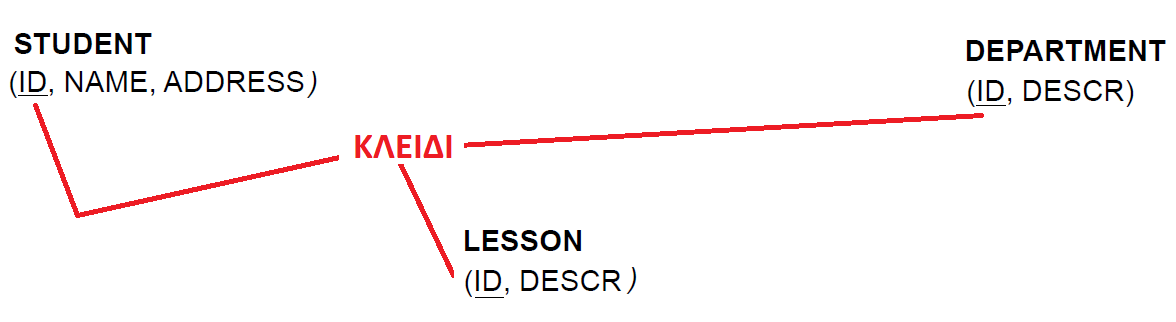 STUDENT
(ID, NAME, ADDRESS)
DEPARTMENT
(ID, DESCR)
ΚΛΕΙΔΙ
LESSON
(ID, DESCR)